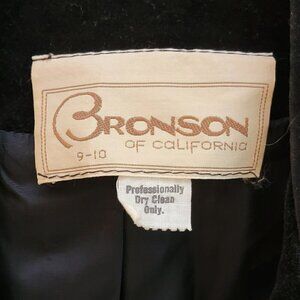 BRONSON
OF CALIFORNIA
9-10
Professionally
Dry Clean
Only.